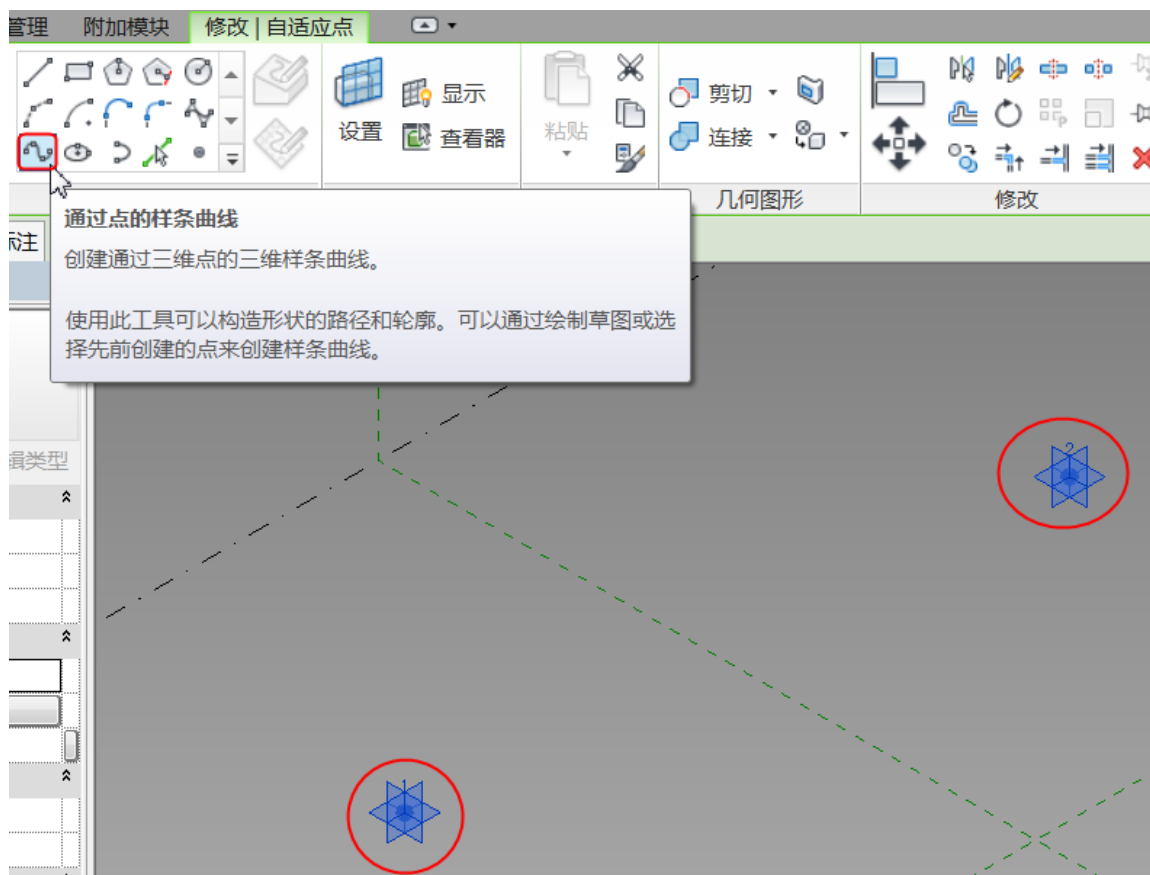 管理 附加模块 修改 | 自适应点
设置
显示
查看器
粘贴
剪切
连接
几何图形
修改
通过点的样条曲线
创建通过三维点的三维样条曲线。
使用此工具可以构造形状的路径和轮廓。可以通过绘制草图或选
择先前创建的点来创建样条曲线。
标注
辑类型
2
1